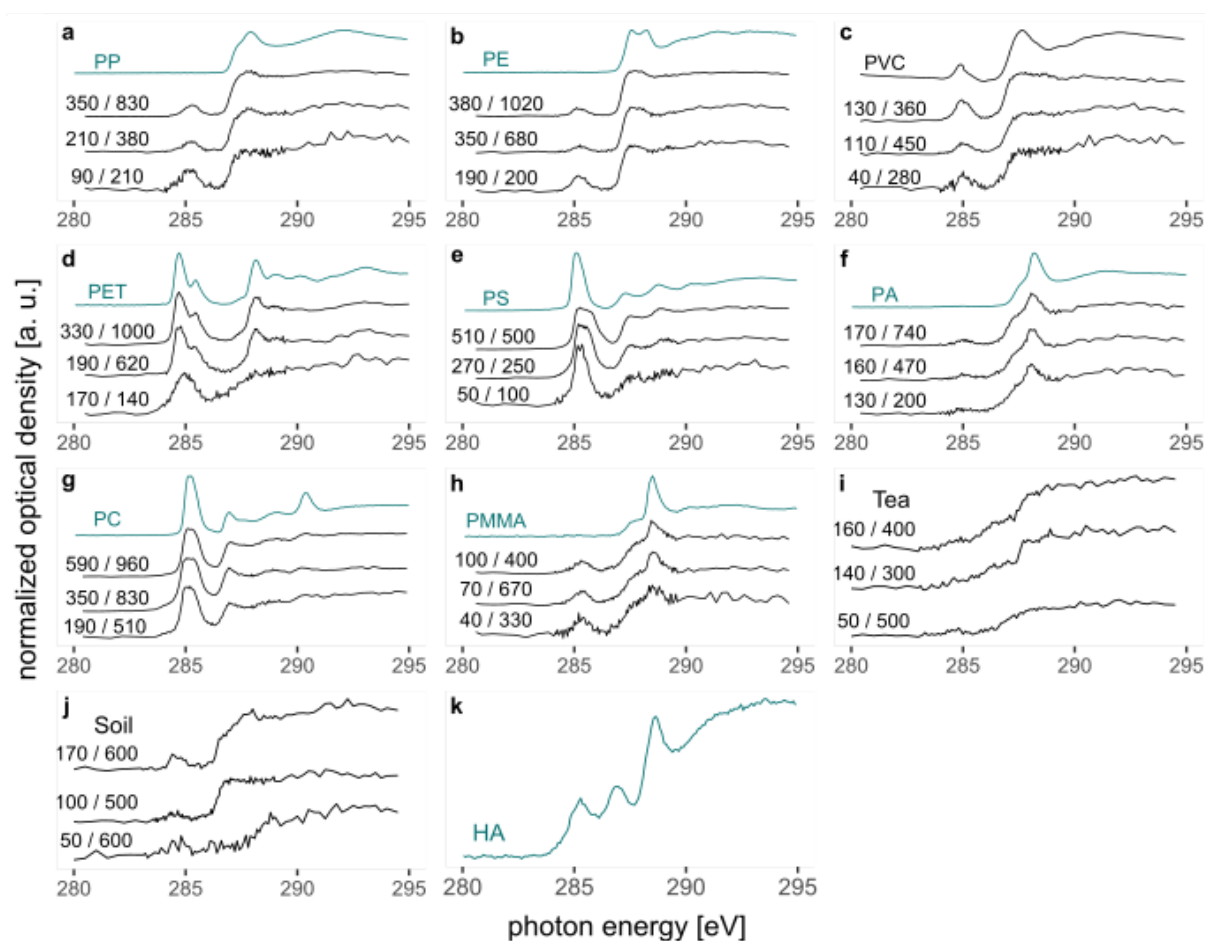 a
PP
350 / 830
210 / 380
90 / 210
280 285 290 295
b
PE
380 / 1020
350 / 680
190 / 200
280 285 290 295
c
PVC
130 / 360
110 / 450
40 / 280
280 285 290 295
d
PET
330 / 1000
190 / 620
170 / 140
280 285 290 295
e
PS
510 / 500
270 / 250
50 / 100
280 285 290 295
f
PA
170 / 740
160 / 470
130 / 200
280 285 290 295
g
PC
590 / 960
350 / 830
190 / 510
280 285 290 295
h
PMMA
100 / 400
70 / 670
40 / 330
280 285 290 295
i
Tea
160 / 400
140 / 300
50 / 500
280 285 290 295
j
Soil
170 / 600
100 / 500
50 / 600
280 285 290 295
k
HA
280 285 290 295
normalized optical density [a. u.]
photon energy [eV]